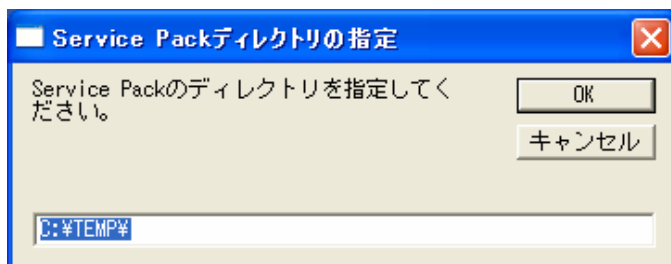 Service Packディレクトリの指定
Service Packのディレクトリを指定してく
ださい。
OK
キャンセル
C:¥TEMP¥